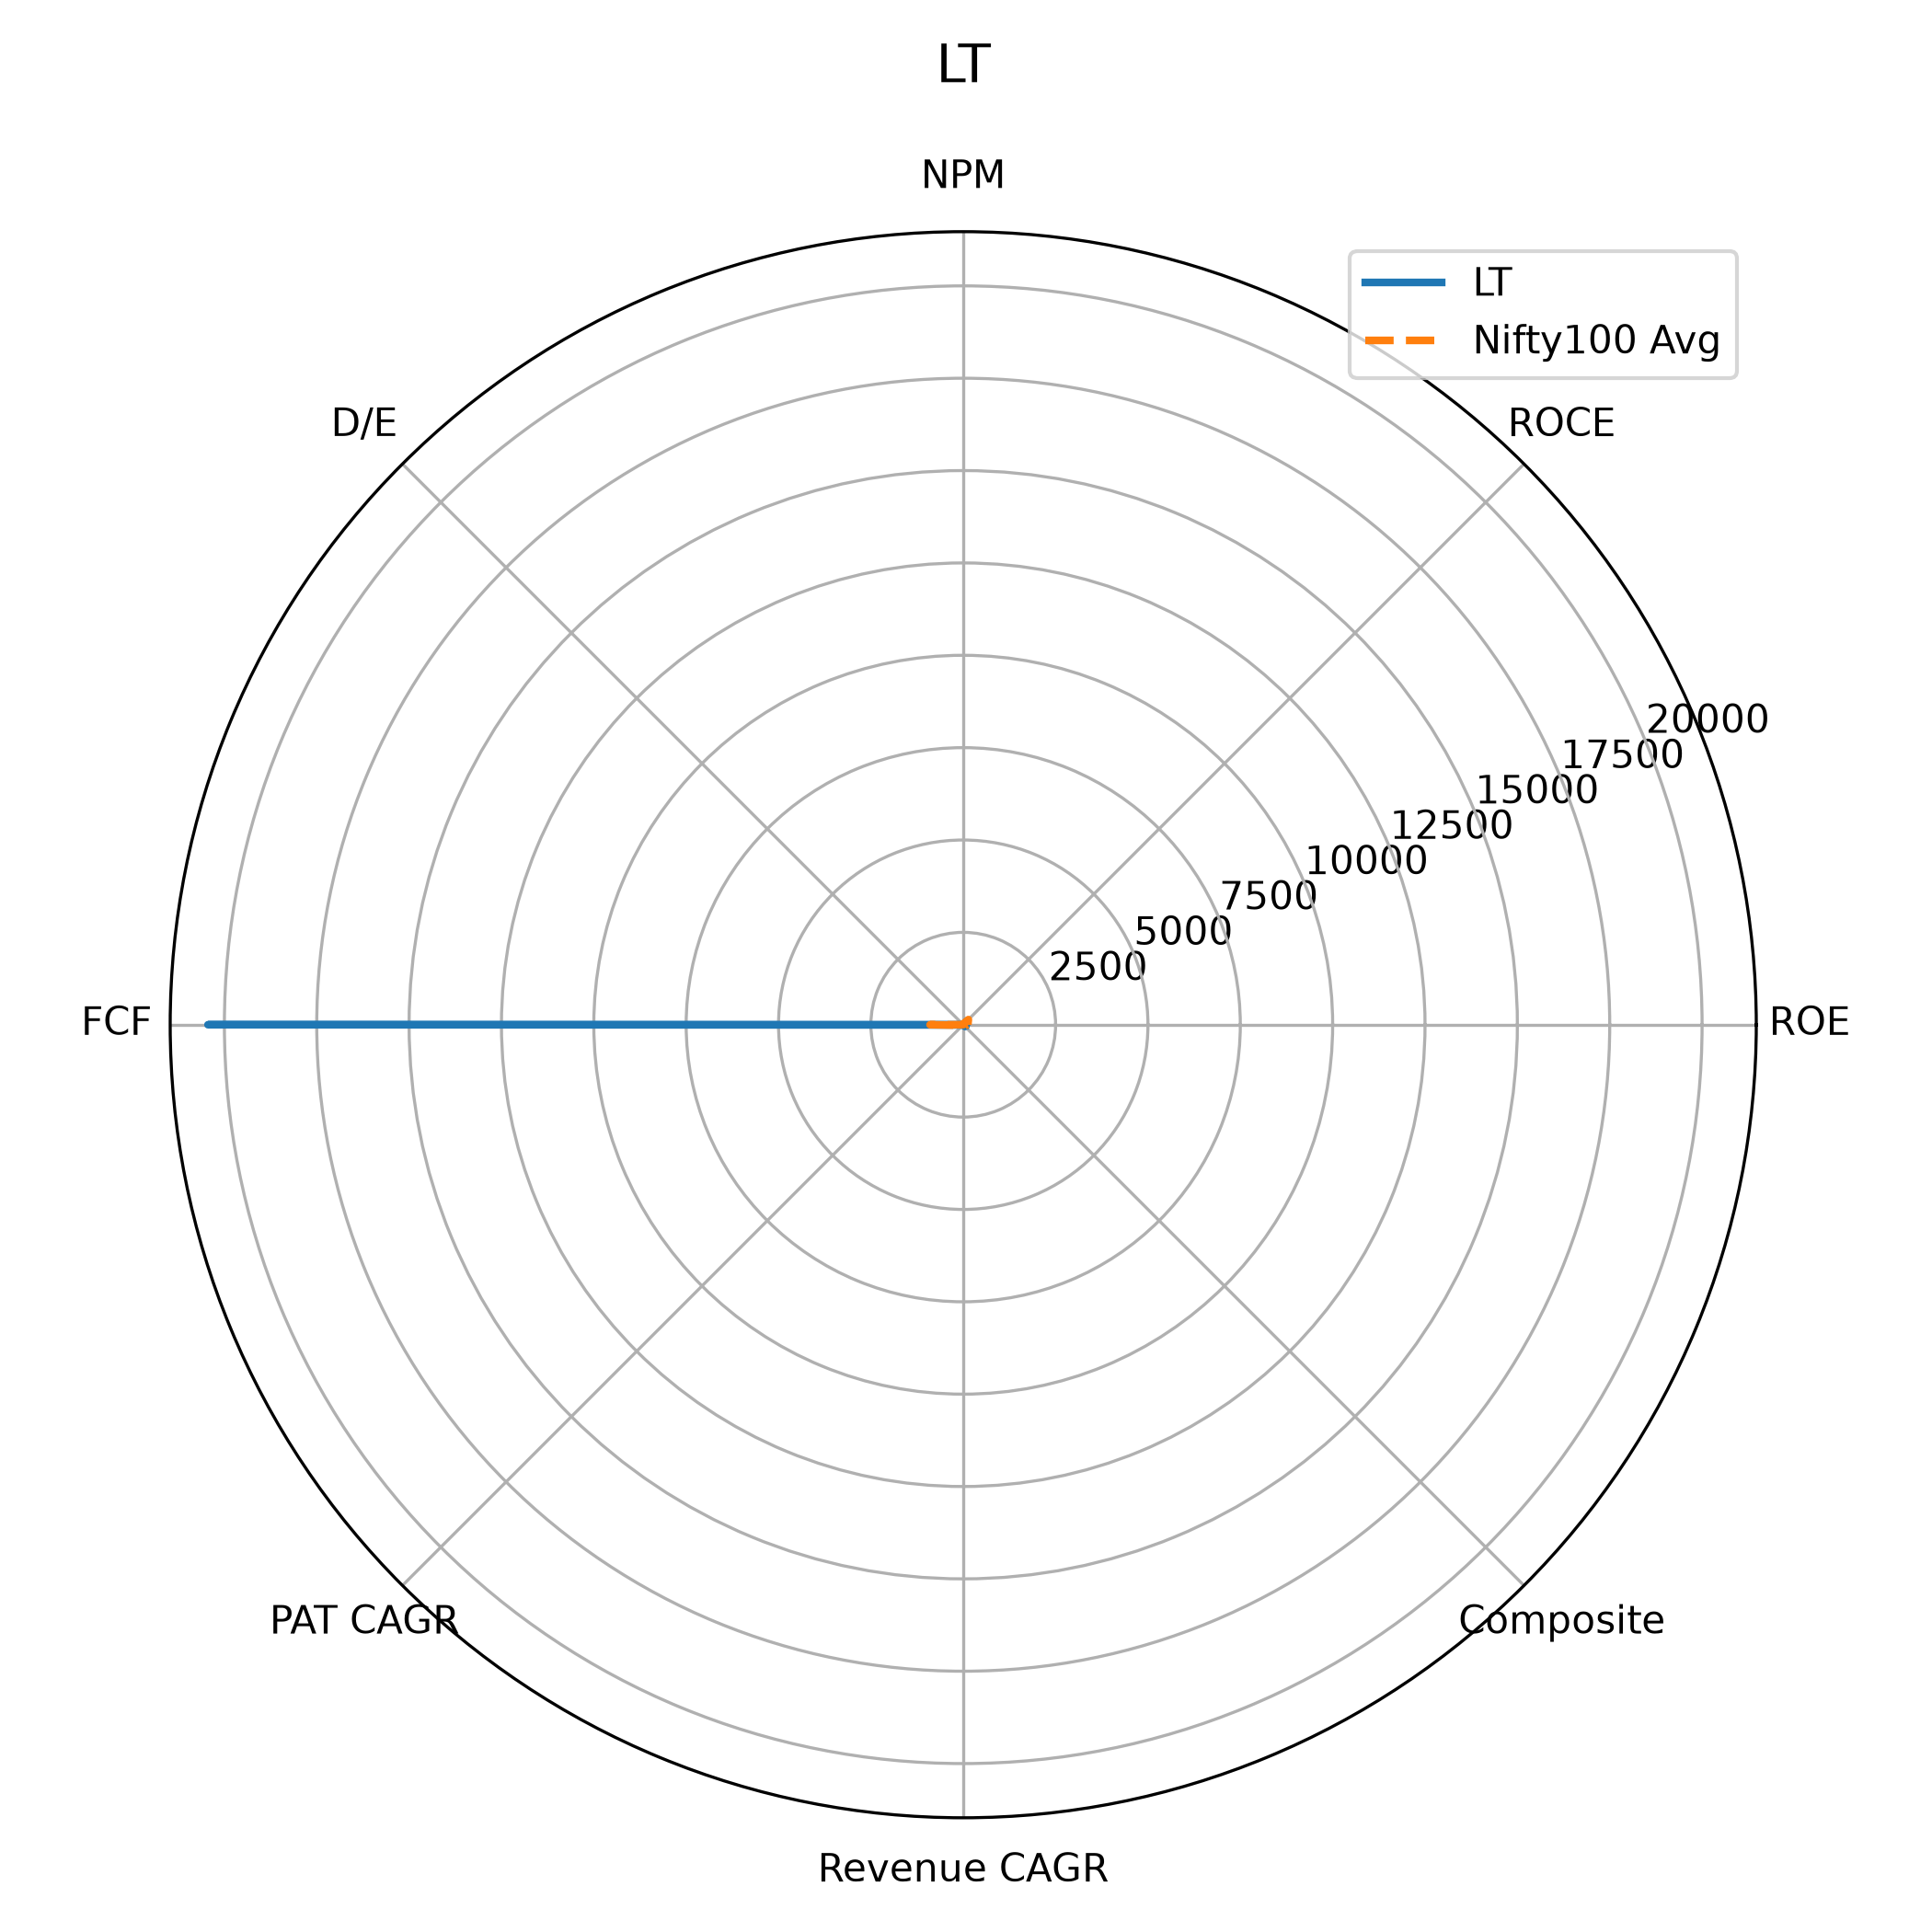 LT
NPM
LT
Nifty100 Avg
D/E
ROCE
20000
17500
15000
12500
10000
7500
5000
2500
FCF
ROE
PAT CAGR
Composite
Revenue CAGR